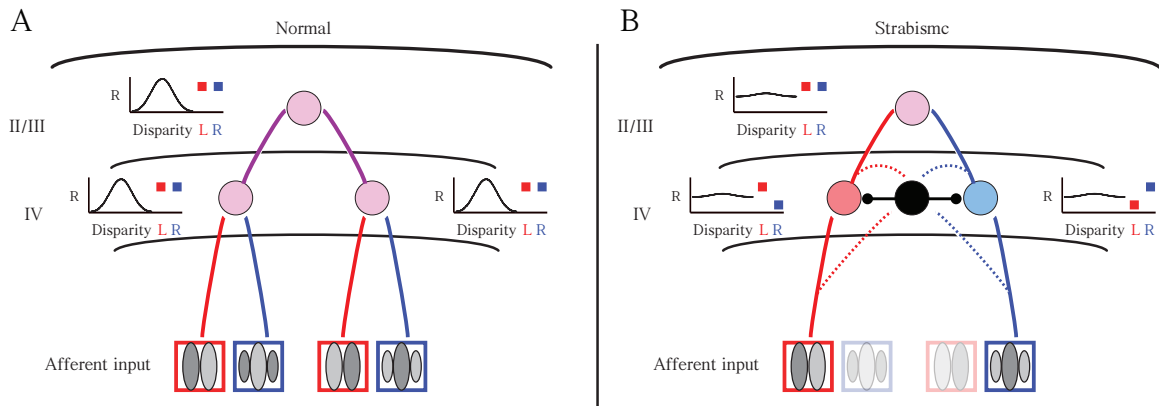 A
Normal
R
Disparity L R
II/III
R
Disparity L R
R
Disparity L R
IV
Afferent input
B
Strabismc
R
Disparity L R
II/III
R
Disparity L R
R
Disparity L R
IV
Afferent input